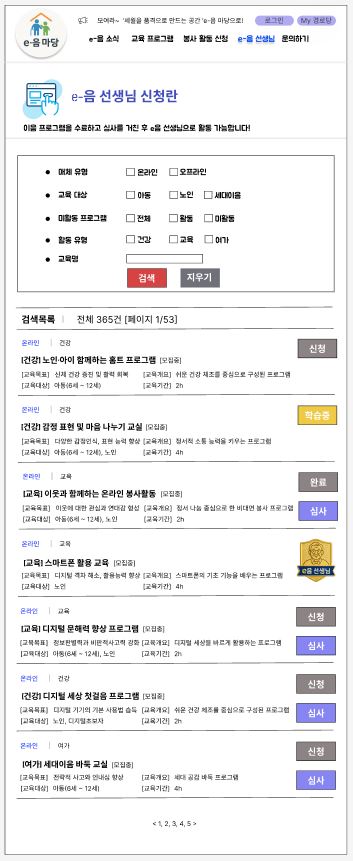 모여라~ '세월을 품격으로 만드는 공간' e-음 마당으로! 로그인 My 경로당
e-음마당
e-음 소식 교육 프로그램 봉사 활동 신청 e-음 선생님 문의하기
e-음 선생님 신청란
이음 프로그램을 수료하고 심사를 거친 후 e음 선생님으로 활동 가능합니다!
매체 유형 온라인 오프라인
교육 대상 아동 노인 세대이음
미활동 프로그램 전체 활동 미활동
활동 유형 건강 교육 여가
교육명
검색 지우기
검색목록 | 전체 365건 [페이지 1/53]
온라인 | 건강
신청
[건강] 노인·아이 함께하는 홈트 프로그램 [모집중]
[교육목표] 신체 건강 증진 및 활력 회복 [교육개요] 쉬운 건강 체조를 중심으로 구성된 프로그램
[교육대상] 아동(6세 ~ 12세) [교육기간] 2h
온라인 | 건강
학습중
[건강] 감정 표현 및 마음 나누기 교실 [모집중]
[교육목표] 다양한 감정인식, 표현 능력 향상 [교육개요] 정서적 소통 능력을 키우는 프로그램
[교육대상] 아동(6세 ~ 12세), 노인 [교육기간] 4h
온라인 | 교육
완료
[교육] 이웃과 함께하는 온라인 봉사활동 [모집중]
[교육목표] 이웃에 대한 관심과 연대감 형성 [교육개요] 정서 나눔 중심으로 한 비대면 봉사 프로그램
심사
[교육대상] 아동(6세 ~ 12세), 노인 [교육기간] 2h
온라인 | 교육
[교육] 스마트폰 활용 교육 [모집중]
e음 선생님
[교육목표] 디지털 격차 해소, 활용능력 향상 [교육개요] 스마트폰의 기초 기능을 배우는 프로그램
[교육대상] 노인 [교육기간] 4h
온라인 | 교육
신청
[교육] 디지털 문해력 향상 프로그램 [모집중]
[교육목표] 정보판별력과 비판적사고력 강화 [교육개요] 디지털 세상을 바르게 활용하는 프로그램
심사
[교육대상] 아동(6세 ~ 12세), 노인 [교육기간] 2h
온라인 | 건강
신청
[건강] 디지털 세상 첫걸음 프로그램 [모집중]
[교육목표] 디지털 기기의 기본 사용법 습득 [교육개요] 쉬운 건강 체조를 중심으로 구성된 프로그램
심사
[교육대상] 노인, 디지털초보자 [교육기간] 2h
온라인 | 여가
신청
[여가] 세대이음 바둑 교실 [모집중]
[교육목표] 전략적 사고와 인내심 향상 [교육개요] 세대 공감 바둑 프로그램
심사
[교육대상] 아동(6세 ~ 12세) [교육기간] 4h
< 1, 2, 3, 4, 5 >